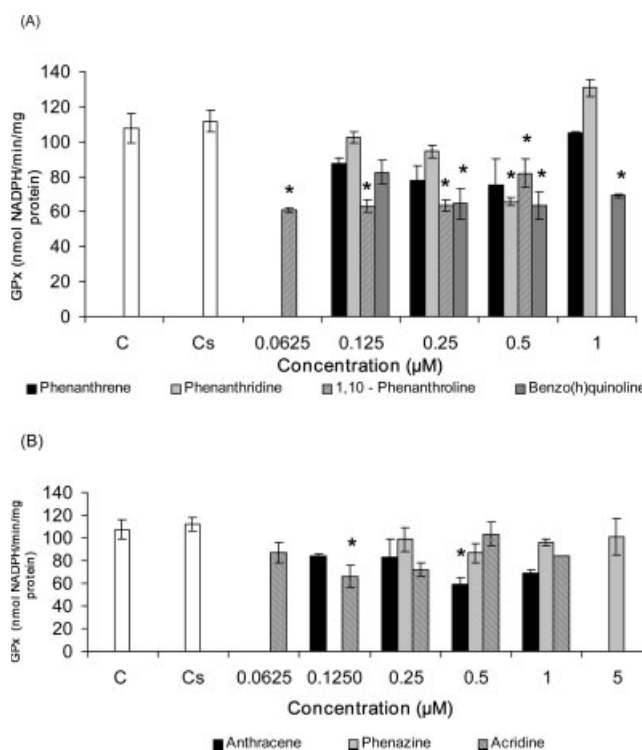 (A)
GPx (nmol NADPH/min/mg
protein)
140
120
100
80
60
40
20
0
* * * * * * * *
C Cs 0.0625 0.125 0.25 0.5 1
Concentration (µM)
Phenanthrene Phenanthridine 1,10 - Phenanthroline Benzo(h)quinoline
(B)
GPx (nmol NADPH/min/mg
protein)
140
120
100
80
60
40
20
0
* *
C Cs 0.0625 0.1250 0.25 0.5 1 5
Concentration (µM)
Anthracene Phenazine Acridine